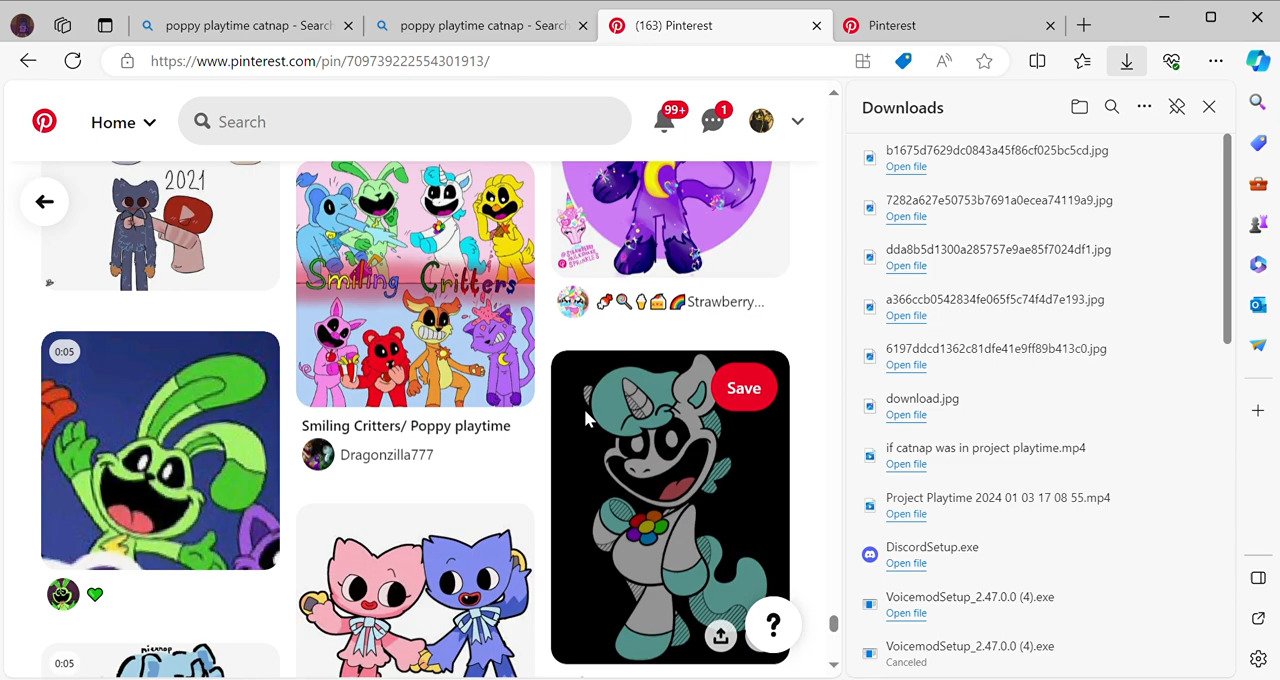 poppy playtime catnap - Search
poppy playtime catnap - Search
(163) Pinterest
Pinterest
https://www.pinterest.com/pin/709739222554301913/
Home
Search
99+
1
2021
Smiling Critters
Strawberry...
0:05
Save
Smiling Critters/ Poppy playtime
Dragonzilla777
0:05
?
Downloads
b1675d7629dc0843a45f86cf025bc5cd.jpg
Open file
7282a627e50753b7691a0ecea74119a9.jpg
Open file
dda8b5d1300a285757e9ae85f7024df1.jpg
Open file
a366ccb0542834fe065f5c74f4d7e193.jpg
Open file
6197ddcd1362c81dfe41e9ff89b413c0.jpg
Open file
download.jpg
Open file
if catnap was in project playtime.mp4
Open file
Project Playtime 2024 01 03 17 08 55.mp4
Open file
DiscordSetup.exe
Open file
VoicemodSetup_2.47.0.0 (4).exe
Open file
VoicemodSetup_2.47.0.0 (4).exe
Canceled